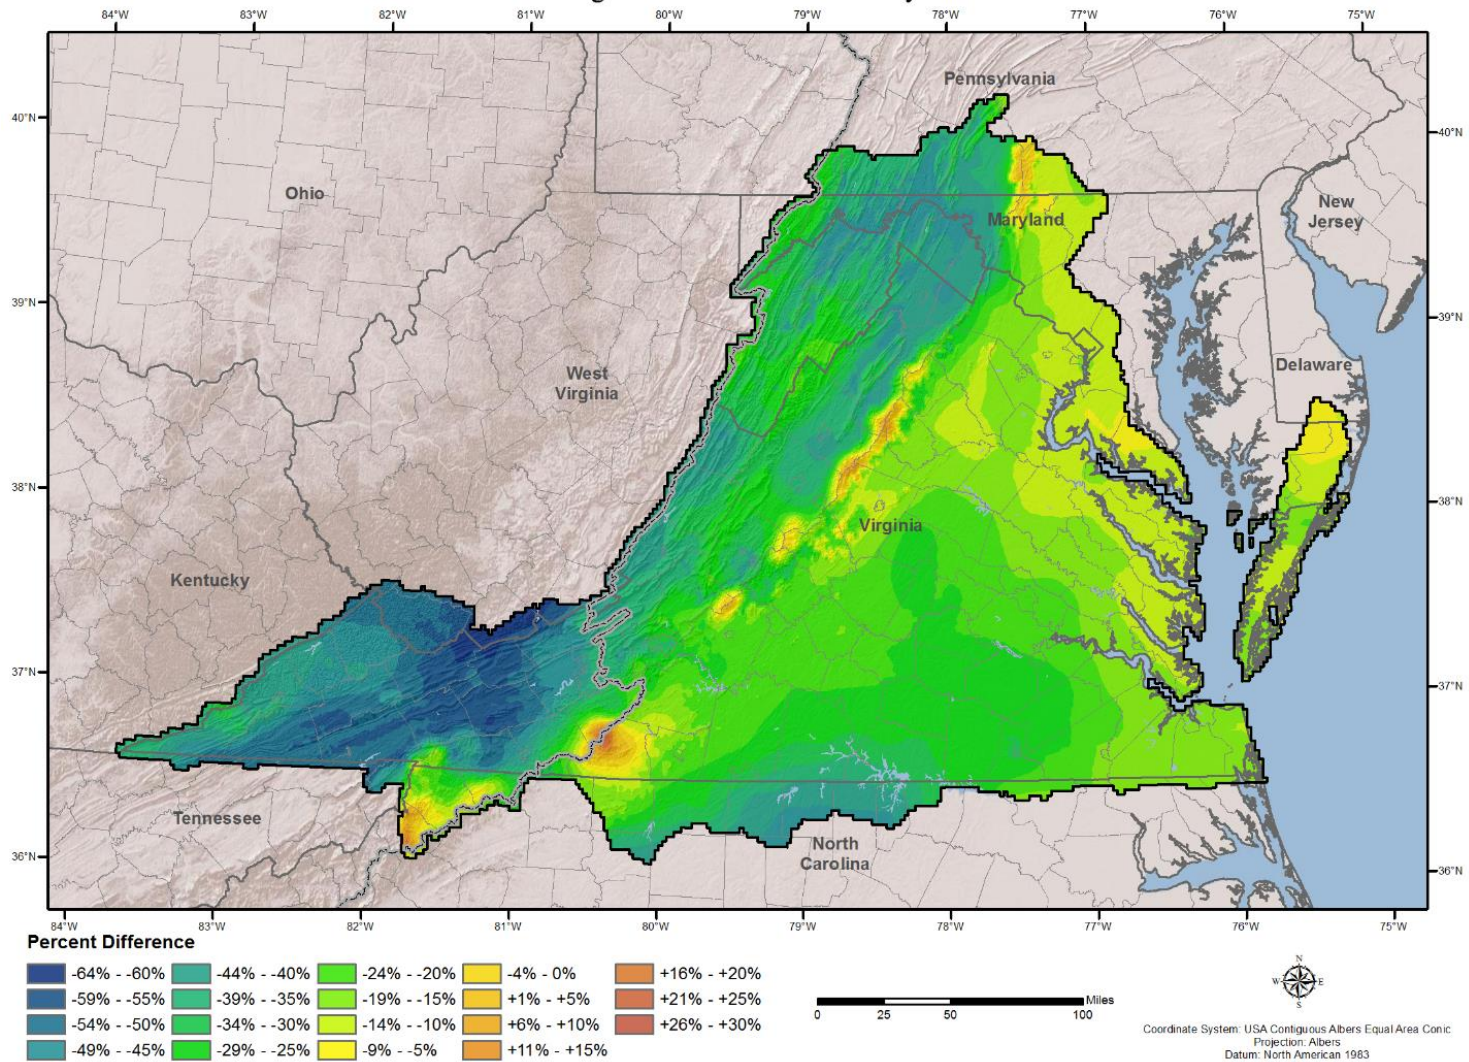 84°W 83°W 82°W 81°W 80°W 79°W 78°W 77°W 76°W 75°W
Pennsylvania
40°N 40°N
Ohio
New
Jersey
Maryland
39°N 39°N
West
Virginia
Delaware
38°N 38°N
Virginia
Kentucky
37°N 37°N
Tennessee
North
Carolina
36°N 36°N
84°W 83°W 82°W 81°W 80°W 79°W 78°W 77°W 76°W 75°W
Percent Difference
-64% - -60% -44% - -40% -24% - -20% -4% - 0% +16% - +20%
-59% - -55% -39% - -35% -19% - -15% +1% - +5% +21% - +25%
-54% - -50% -34% - -30% -14% - -10% +6% - +10% +26% - +30%
-49% - -45% -29% - -25% -9% - -5% +11% - +15%
Miles
0 25 50 100
N
W E
S
Coordinate System: USA Contiguous Albers Equal Area Conic
Projection: Albers
Datum: North American 1983